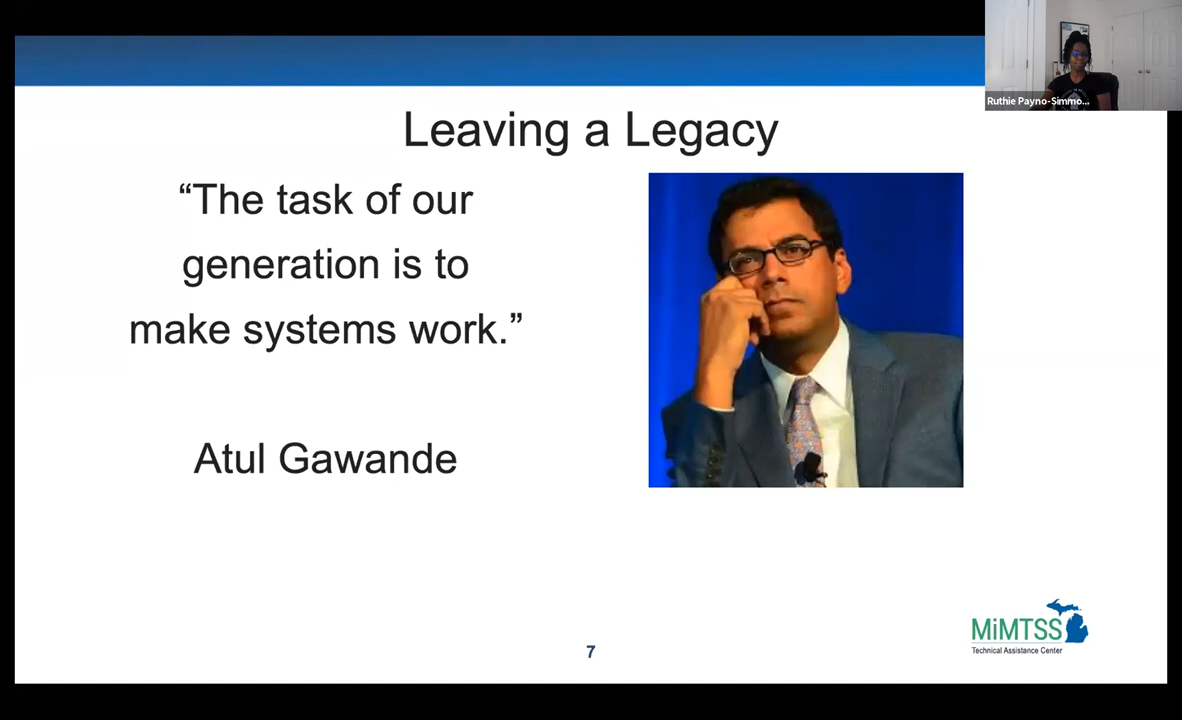 Ruthie Payno-Simmo...
Leaving a Legacy
“The task of our
generation is to
make systems work.”
Atul Gawande
MiMTSS
Technical Assistance Center
7